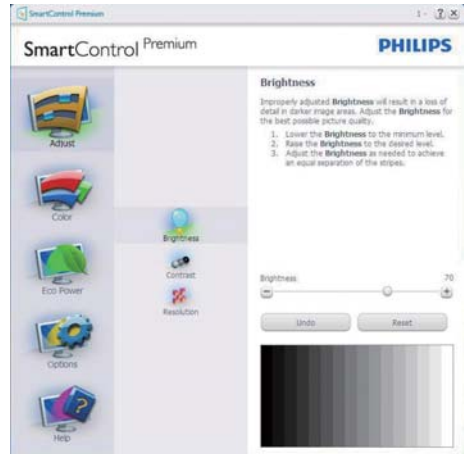 SmartControl Premium
1 - ? X
SmartControl Premium
PHILIPS
Adjust
Color
Eco Power
Options
Help
Brightness
Contrast
Resolution
Brightness
Improperly adjusted Brightness will result in a loss of
detail in darker image areas. Adjust the Brightness for
the best possible picture quality.
1. Lower the Brightness to the minimum level.
2. Raise the Brightness to the desired level.
3. Adjust the Brightness as needed to achieve
an equal separation of the stripes.
Brightness 70
Undo Reset